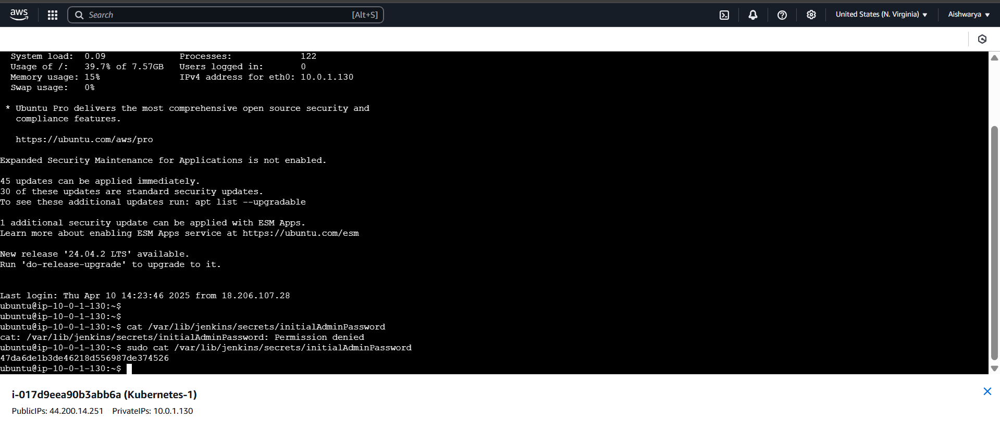 aws Search [Alt+S] United States (N. Virginia) Aishwarya
System load: 0.09 Processes: 122
Usage of /: 39.7% of 7.57GB Users logged in: 0
Memory usage: 15% IPv4 address for eth0: 10.0.1.130
Swap usage: 0%
* Ubuntu Pro delivers the most comprehensive open source security and
compliance features.
https://ubuntu.com/aws/pro
Expanded Security Maintenance for Applications is not enabled.
45 updates can be applied immediately.
30 of these updates are standard security updates.
To see these additional updates run: apt list --upgradable
1 additional security update can be applied with ESM Apps.
Learn more about enabling ESM Apps service at https://ubuntu.com/esm
New release '24.04.2 LTS' available.
Run 'do-release-upgrade' to upgrade to it.
Last login: Thu Apr 10 14:23:46 2025 from 18.206.107.28
ubuntu@ip-10-0-1-130:~$
ubuntu@ip-10-0-1-130:~$
ubuntu@ip-10-0-1-130:~$ cat /var/lib/jenkins/secrets/initialAdminPassword
cat: /var/lib/jenkins/secrets/initialAdminPassword: Permission denied
ubuntu@ip-10-0-1-130:~$ sudo cat /var/lib/jenkins/secrets/initialAdminPassword
47da6de1b3de46218d556987de374526
ubuntu@ip-10-0-1-130:~$
i-017d9eea90b3abb6a (Kubernetes-1)
PublicIPs: 44.200.14.251 PrivateIPs: 10.0.1.130